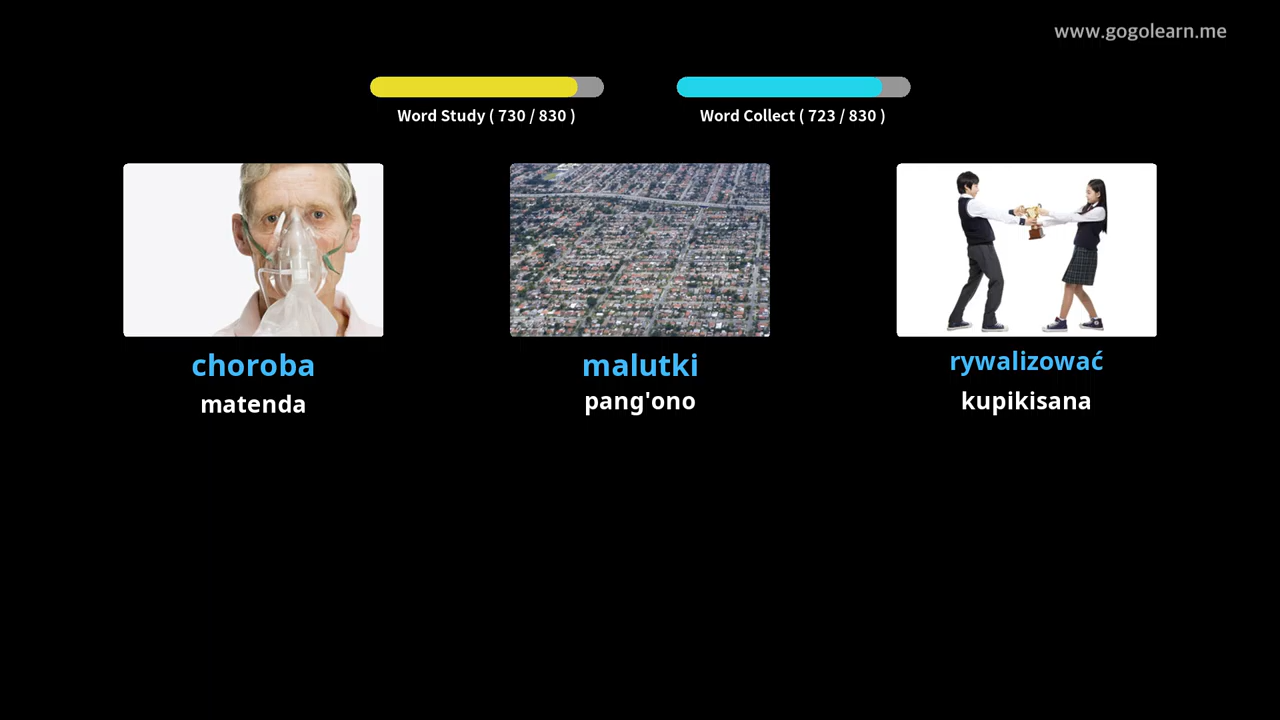 www.gogolearn.me
Word Study ( 730 / 830 )
Word Collect ( 723 / 830 )
choroba
matenda
malutki
pang'ono
rywalizować
kupikisana